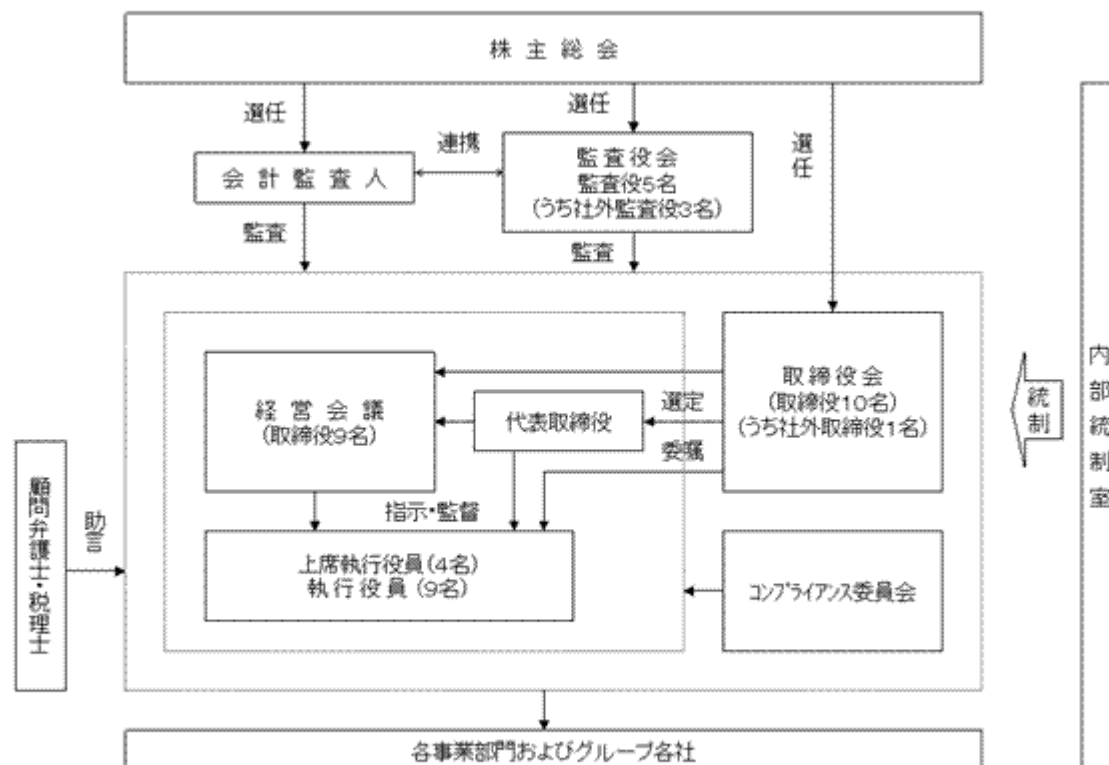 株主総会
選任
選任
選任
連携
会計監査人
監査役会
監査役5名
(うち社外監査役3名)
監査
監査
経営会議
(取締役9名)
代表取締役
選定
委嘱
取締役会
(取締役10名)
(うち社外取締役1名)
統制
内部統制室
指示・監督
上席執行役員(4名)
執行役員(9名)
コンプライアンス委員会
顧問弁護士・税理士
助言
各事業部門およびグループ各社